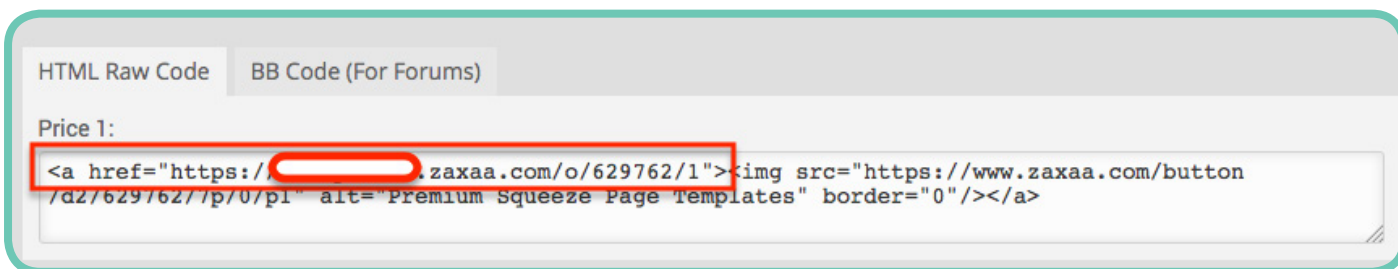 HTML Raw Code BB Code (For Forums)
Price 1:
<a href="https:/ .zaxaa.com/o/629762/1"><img src="https://www.zaxaa.com/button
/d2/629762/7p/0/p1" alt="Premium Squeeze Page Templates" border="0"/></a>